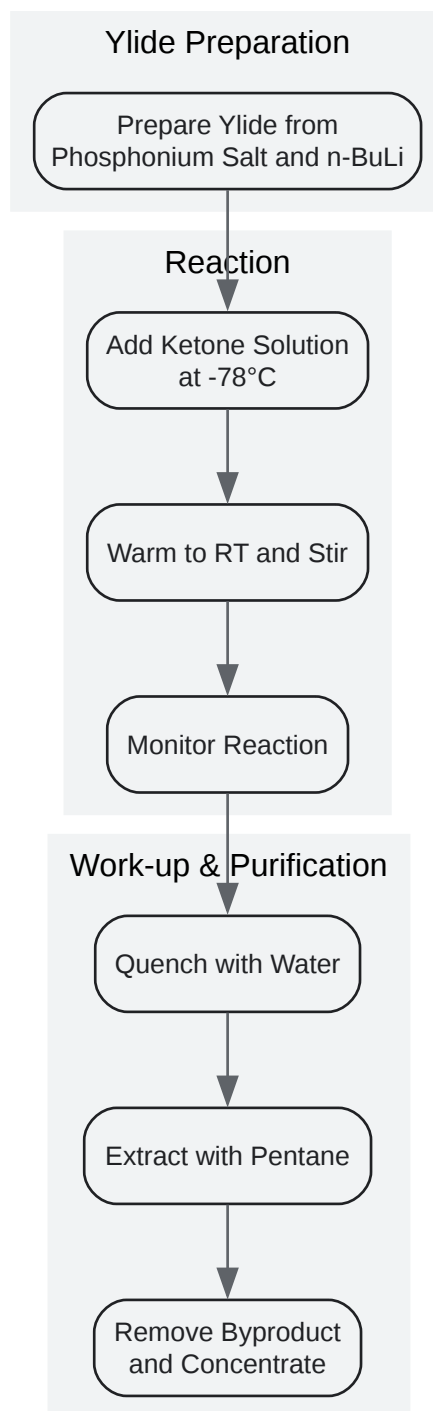 Ylide Preparation
Prepare Ylide from
Phosphonium Salt and n-BuLi
Reaction
Add Ketone Solution
at -78°C
Warm to RT and Stir
Monitor Reaction
Work-up & Purification
Quench with Water
Extract with Pentane
Remove Byproduct
and Concentrate